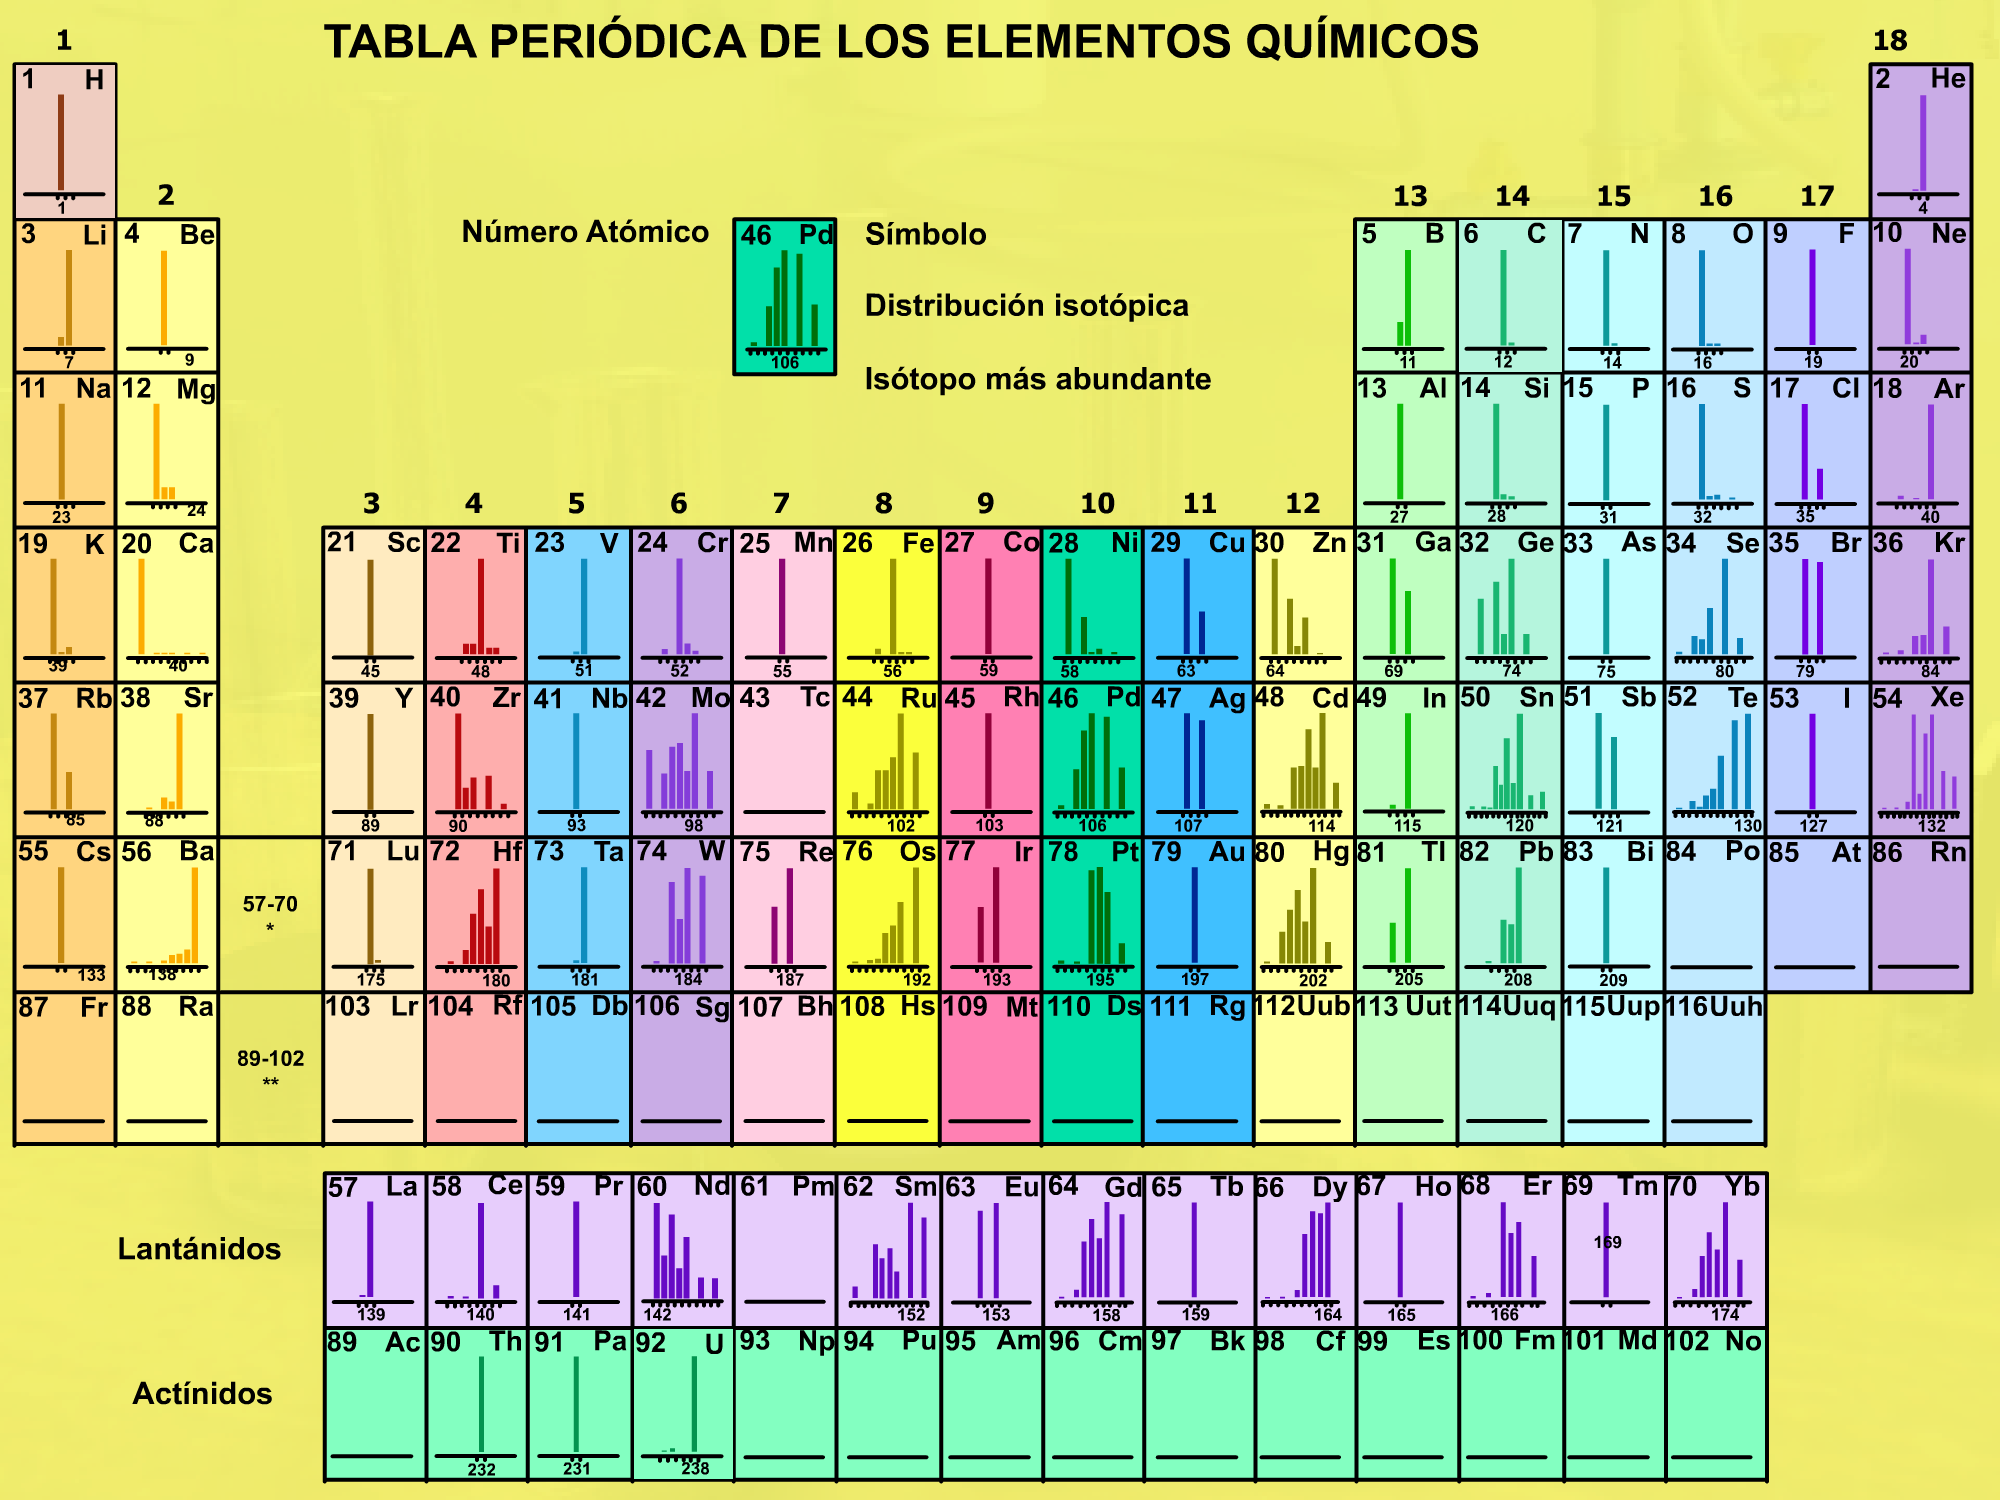 TABLA PERIÓDICA DE LOS ELEMENTOS QUÍMICOS
1 18
1 H 2 He
1 4
2 13 14 15 16 17
3 Li 4 Be 5 B 6 C 7 N 8 O 9 F 10 Ne
7 9 11 12 14 16 19 20
Número Atómico 46 Pd Símbolo
Distribución isotópica
106 Isótopo más abundante
11 Na 12 Mg 13 Al 14 Si 15 P 16 S 17 Cl 18 Ar
23 24 27 28 31 32 35 40
3 4 5 6 7 8 9 10 11 12
19 K 20 Ca 21 Sc 22 Ti 23 V 24 Cr 25 Mn 26 Fe 27 Co 28 Ni 29 Cu 30 Zn 31 Ga 32 Ge 33 As 34 Se 35 Br 36 Kr
39 40 45 48 51 52 55 56 59 58 63 64 69 74 75 80 79 84
37 Rb 38 Sr 39 Y 40 Zr 41 Nb 42 Mo 43 Tc 44 Ru 45 Rh 46 Pd 47 Ag 48 Cd 49 In 50 Sn 51 Sb 52 Te 53 I 54 Xe
85 88 89 90 93 98 102 103 106 107 114 115 120 121 130 127 132
55 Cs 56 Ba 57-70 * 71 Lu 72 Hf 73 Ta 74 W 75 Re 76 Os 77 Ir 78 Pt 79 Au 80 Hg 81 Tl 82 Pb 83 Bi 84 Po 85 At 86 Rn
133 138 175 180 181 184 187 192 193 195 197 202 205 208 209
87 Fr 88 Ra 89-102 ** 103 Lr 104 Rf 105 Db 106 Sg 107 Bh 108 Hs 109 Mt 110 Ds 111 Rg 112 Uub 113 Uut 114 Uuq 115 Uup 116 Uuh
Lantánidos
57 La 58 Ce 59 Pr 60 Nd 61 Pm 62 Sm 63 Eu 64 Gd 65 Tb 66 Dy 67 Ho 68 Er 69 Tm 70 Yb
139 140 141 142 152 153 158 159 164 165 166 169 174
Actínidos
89 Ac 90 Th 91 Pa 92 U 93 Np 94 Pu 95 Am 96 Cm 97 Bk 98 Cf 99 Es 100 Fm 101 Md 102 No
232 231 238